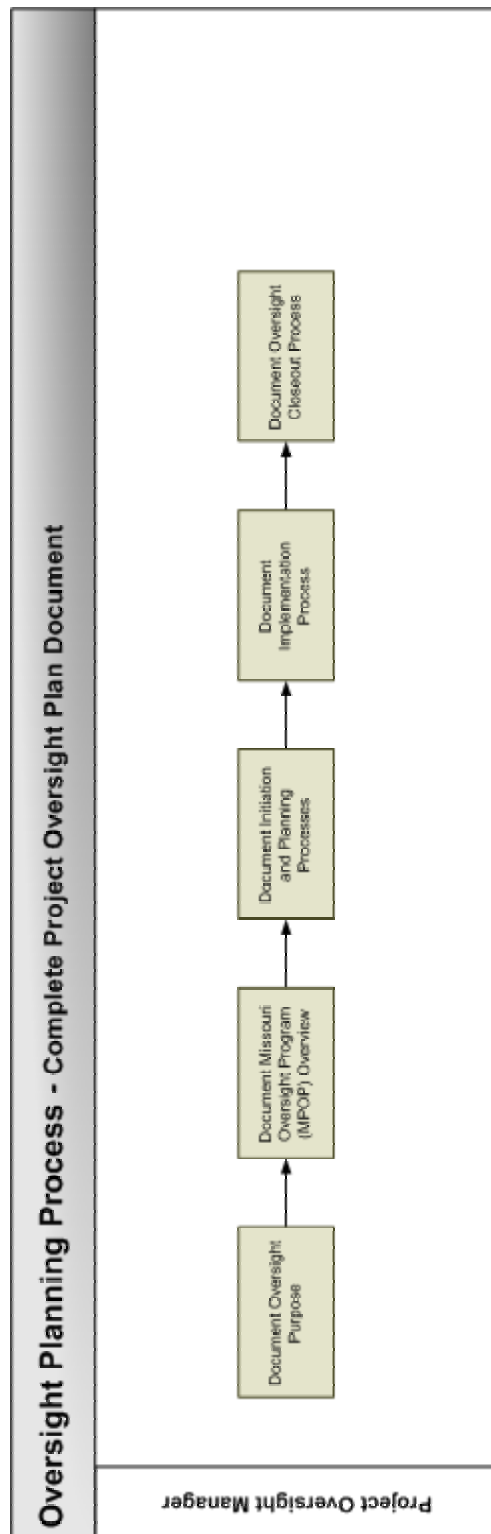 Oversight Planning Process - Complete Project Oversight Plan Document
Project Oversight Manager
Document Oversight
Purpose
Document Missouri
Oversight Program
(MPOP) Overview
Document Initiation
and Planning
Processes
Document
Implementation
Process
Document Oversight
Closeout Process